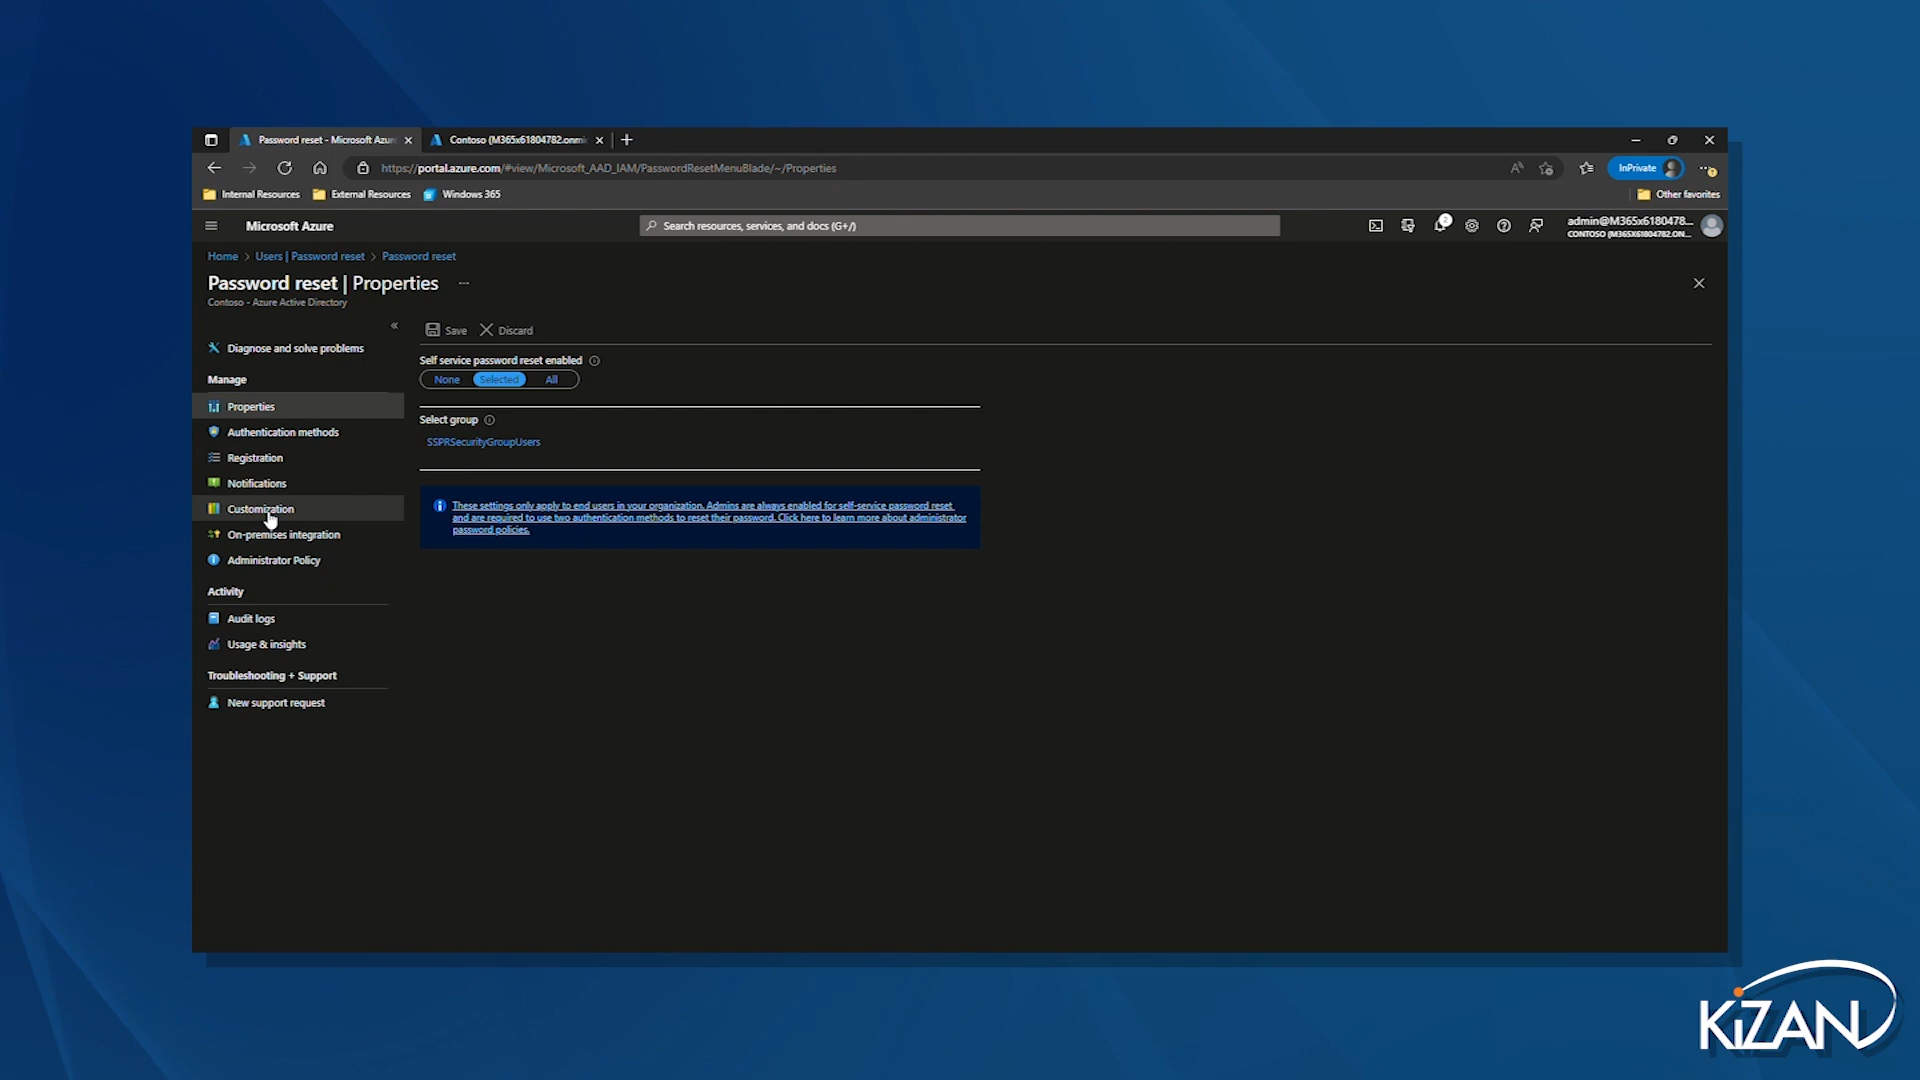 Password reset - Microsoft Azur
Contoso (M365x61804782.onmi
https://portal.azure.com/#view/Microsoft_AAD_IAM/PasswordResetMenuBlade/~/Properties
InPrivate
Internal Resources
External Resources
Windows 365
Other favorites
Microsoft Azure
Search resources, services, and docs (G+/)
2
admin@M365x6180478...
CONTOSO (M365X61804782.ON...
Home > Users | Password reset > Password reset
Password reset | Properties ...
Contoso - Azure Active Directory
Diagnose and solve problems
Manage
Properties
Authentication methods
Registration
Notifications
Customization
On-premises integration
Administrator Policy
Activity
Audit logs
Usage & insights
Troubleshooting + Support
New support request
Save
Discard
Self service password reset enabled
None
Selected
All
Select group
SSPRSecurityGroupUsers
These settings only apply to end users in your organization. Admins are always enabled for self-service password reset
and are required to use two authentication methods to reset their password. Click here to learn more about administrator
password policies.
KiZAN